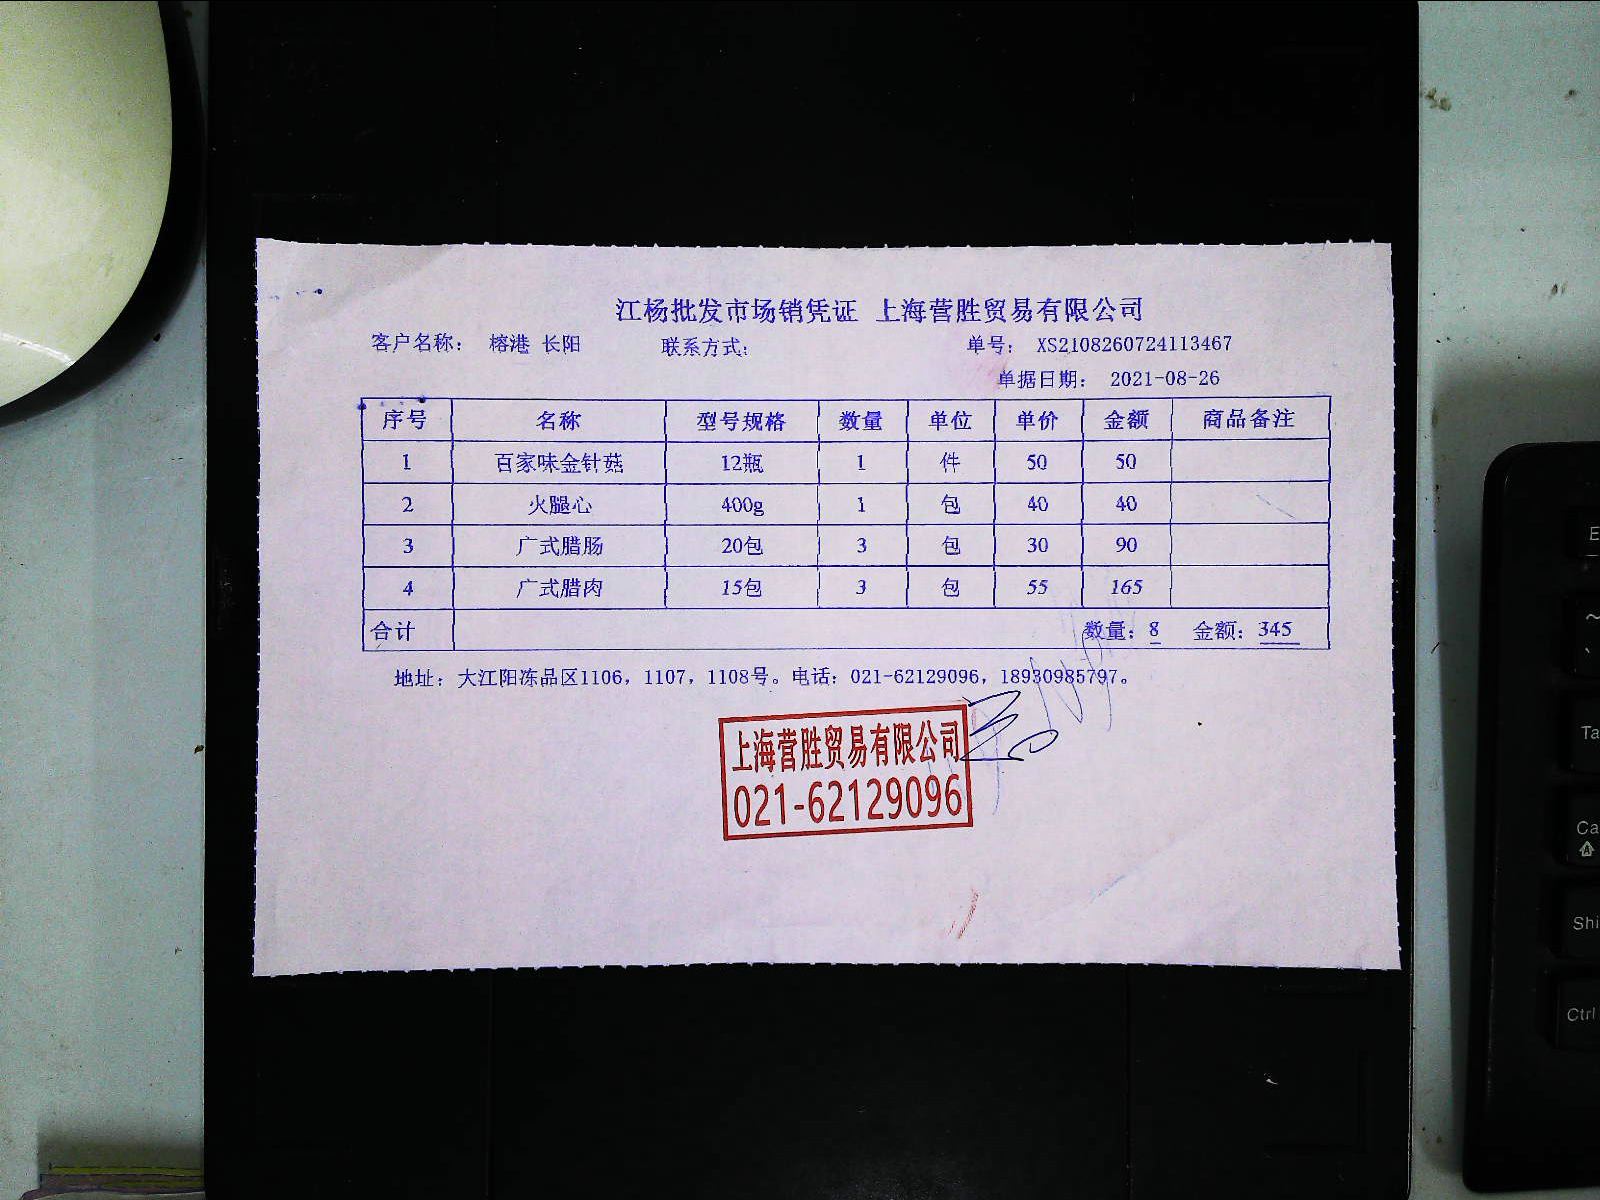 江杨批发市场销凭证 上海营胜贸易有限公司
客户名称： 榕港 长阳 联系方式： 单号： XS2108260724113467
单据日期： 2021-08-26
序号 名称 型号规格 数量 单位 单价 金额 商品备注
1 百家味金针菇 12瓶 1 件 50 50
2 火腿心 400g 1 包 40 40
3 广式腊肠 20包 3 包 30 90
4 广式腊肉 15包 3 包 55 165
合计 数量：8 金额：345
地址：大江阳冻品区1106，1107，1108号。电话：021-62129096，18930985797。
上海营胜贸易有限公司
021-62129096
Shi
Ctrl